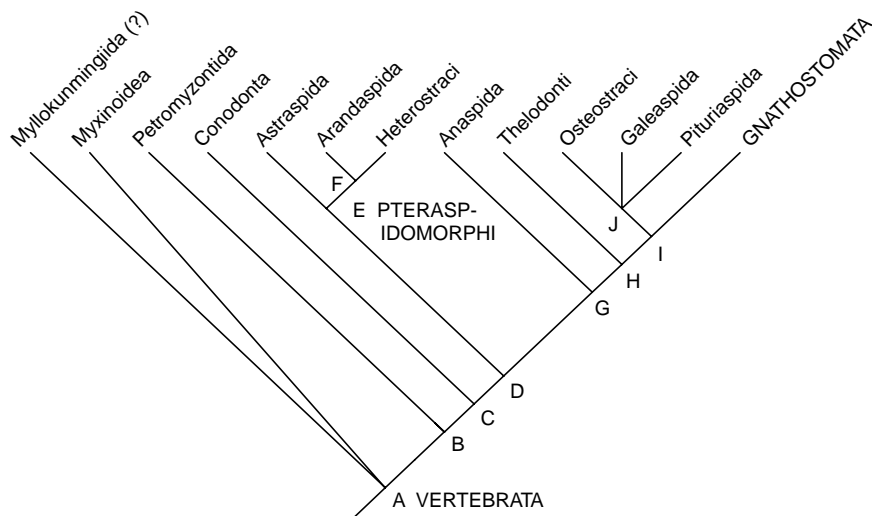 Myllokunmingiida (?)
Myxinoidea
Petromyzontida
Conodonta
Astraspida
Arandaspida
Heterostraci
Anaspida
Thelodonti
Osteostraci
Galeaspida
Pituriaspida
GNATHOSTOMATA
F
E PTERASP-
IDOMORPHI
J
I
H
G
D
C
B
A VERTEBRATA